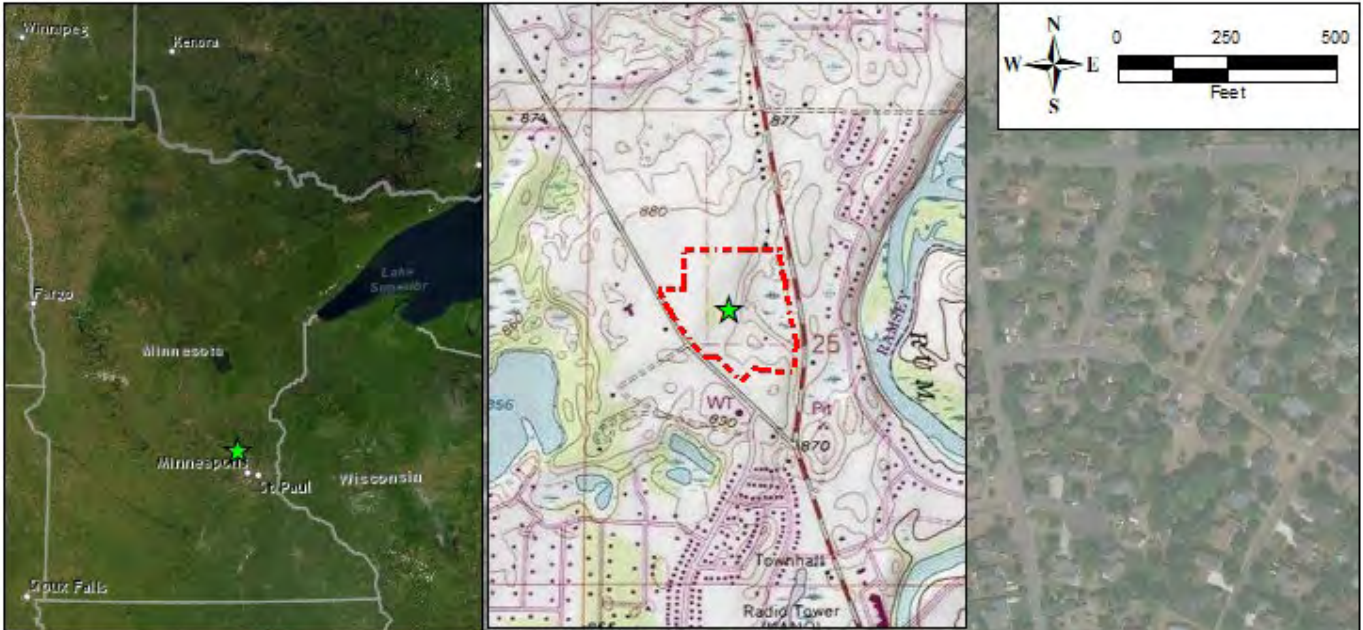 Winnipeg
Kenora
Lake
Superior
Fargo
Minnesota
Minneapolis
St. Paul
Wisconsin
Sioux Falls
874
877
880
RAMSEY
25
856
WT
890
Pit
870
Townhall
Radio Tower
N
W E
S
0 250 500
Feet